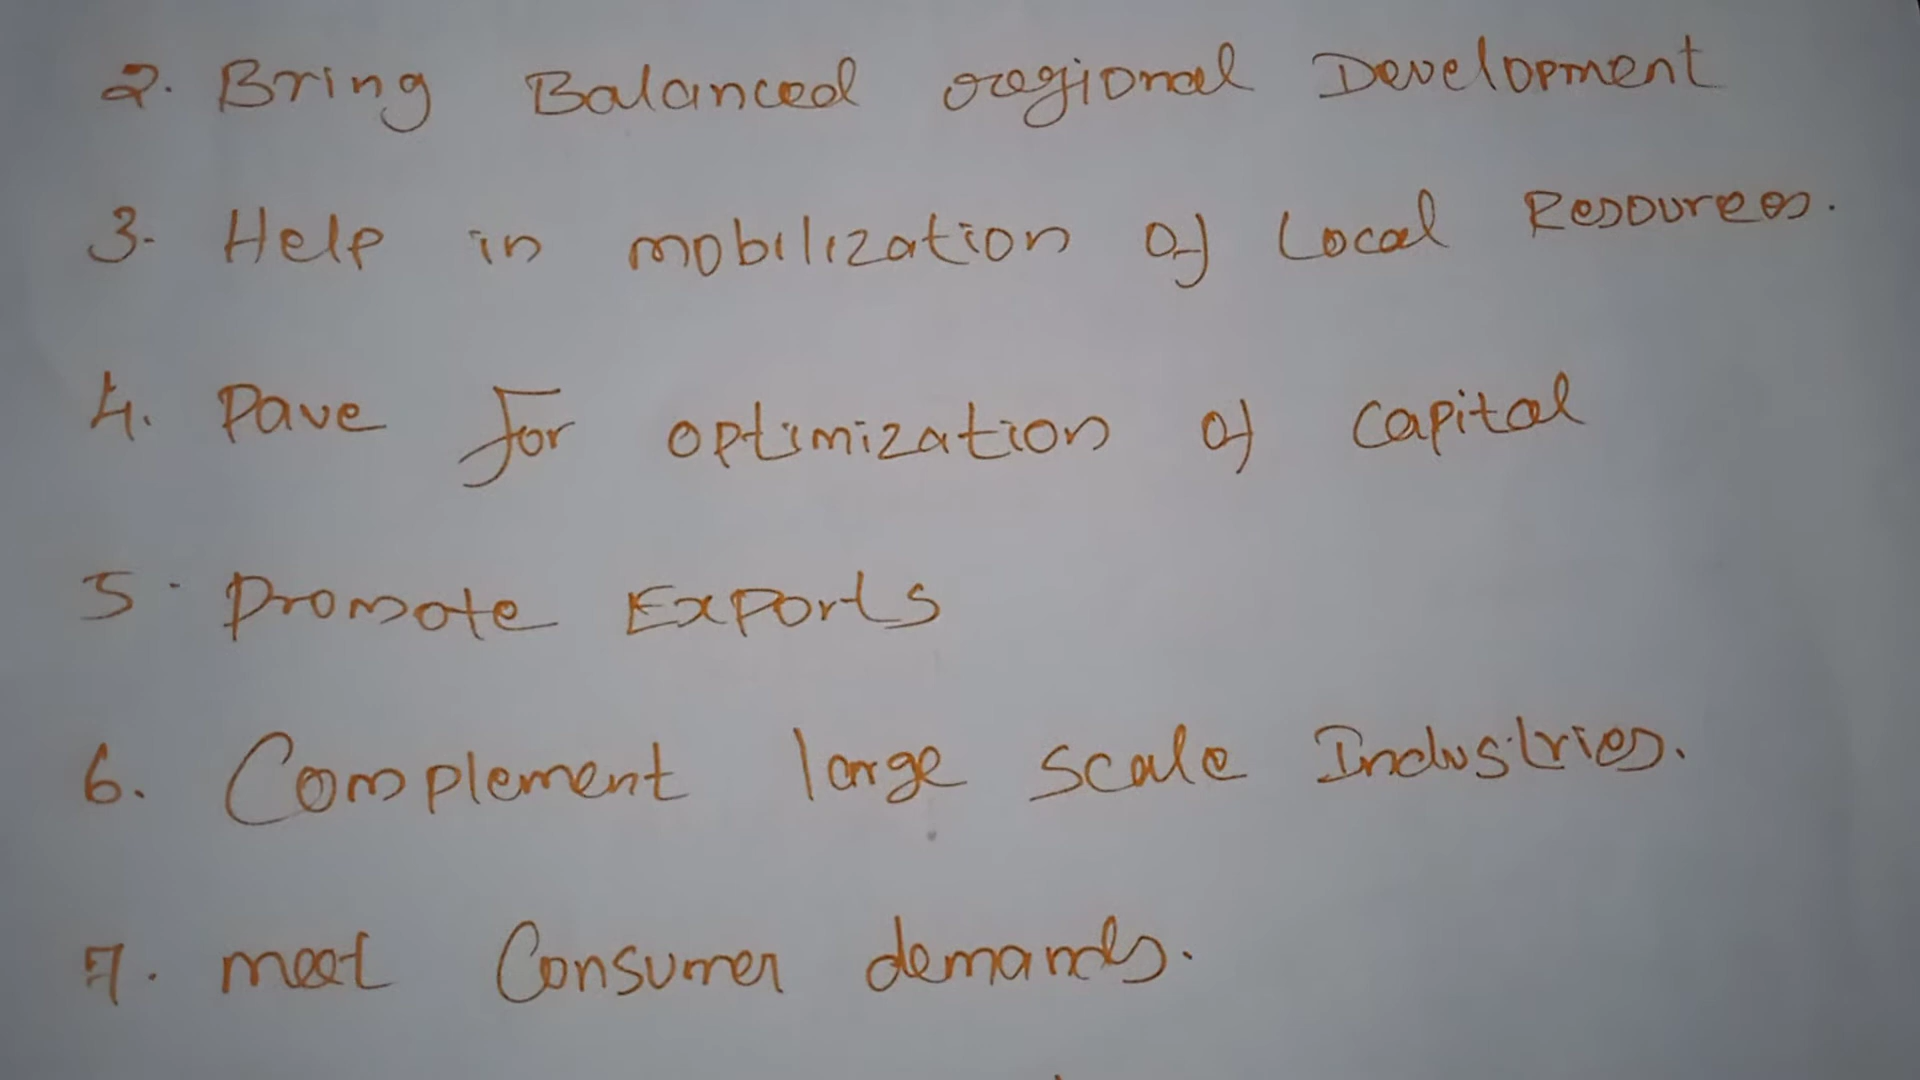 2. Bring Balanced regional Development
3. Help in mobilization of Local Resources.
4. Pave for optimization of capital
5. Promote Exports
6. Complement large scale Industries.
7. meet Consumer demands.